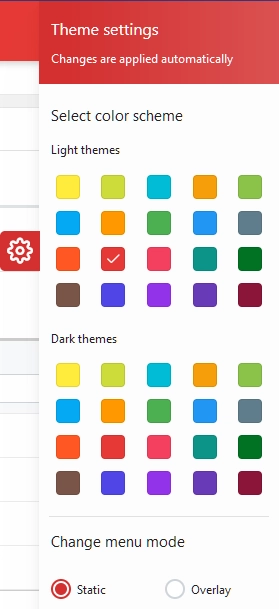 Theme settings
Changes are applied automatically
Select color scheme
Light themes
Dark themes
Change menu mode
Static
Overlay